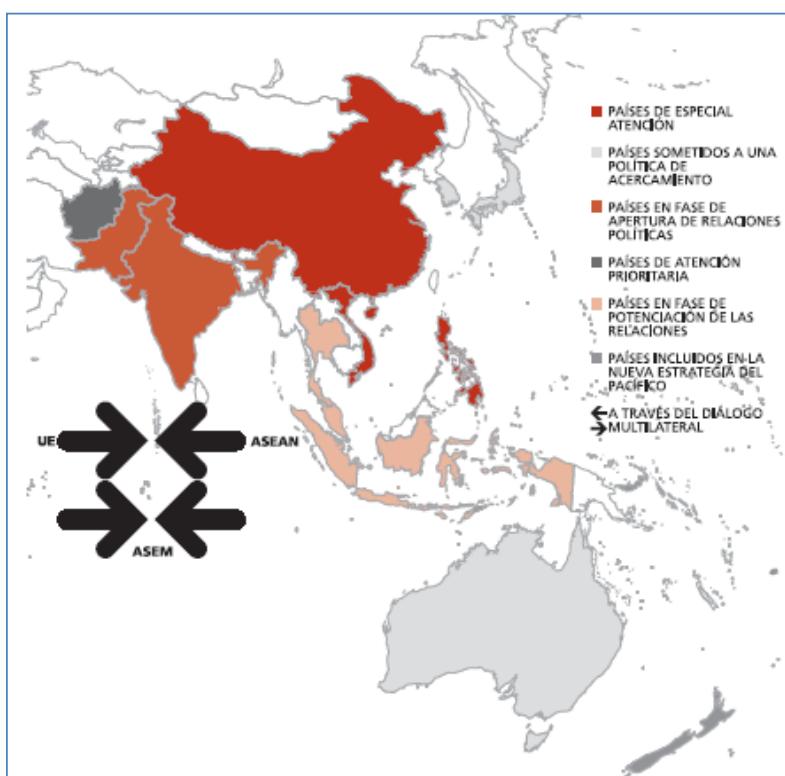 PAÍSES DE ESPECIAL
ATENCIÓN
PAÍSES SOMETIDOS A UNA
POLÍTICA DE
ACERCAMIENTO
PAÍSES EN FASE DE
APERTURA DE RELACIONES
POLÍTICAS
PAÍSES DE ATENCIÓN
PRIORITARIA
PAÍSES EN FASE DE
POTENCIACIÓN DE LAS
RELACIONES
PAÍSES INCLUIDOS EN LA
NUEVA ESTRATEGIA DEL
PACÍFICO
A TRAVÉS DEL DIÁLOGO
MULTILATERAL
UE
ASEAN
ASEM